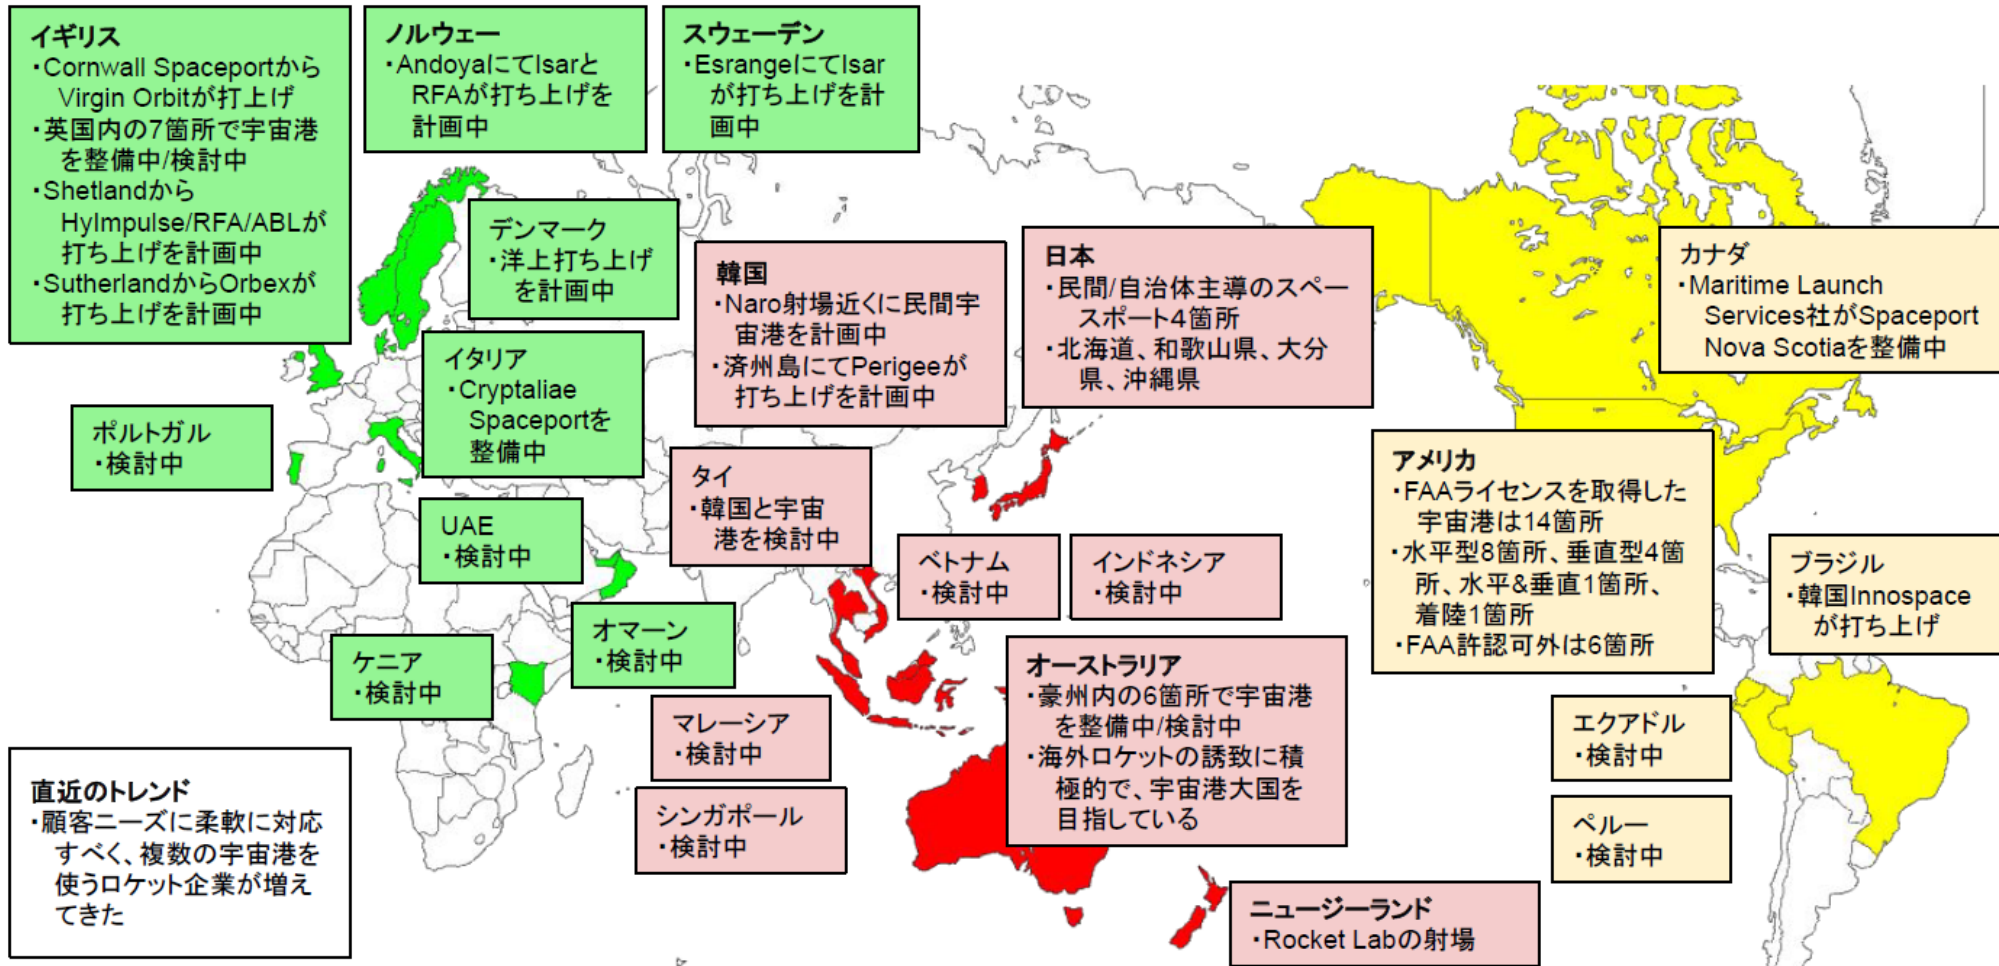 イギリス
・Cornwall Spaceportから
Virgin Orbitが打上げ
・英国内の7箇所で宇宙港
を整備中/検討中
・Shetlandから
HyImpulse/RFA/ABLが
打ち上げを計画中
・SutherlandからOrbexが
打ち上げを計画中
ノルウェー
・AndoyaにてIsarと
RFAが打ち上げを
計画中
スウェーデン
・EsrangeにてIsar
が打ち上げを計
画中
デンマーク
・洋上打ち上げ
を計画中
イタリア
・Cryptaliae
Spaceportを
整備中
ポルトガル
・検討中
UAE
・検討中
オマーン
・検討中
ケニア
・検討中
韓国
・Naro射場近くに民間宇
宙港を計画中
・済州島にてPerigeeが
打ち上げを計画中
日本
・民間/自治体主導のスペー
スポート4箇所
・北海道、和歌山県、大分
県、沖縄県
タイ
・韓国と宇宙
港を検討中
ベトナム
・検討中
インドネシア
・検討中
マレーシア
・検討中
シンガポール
・検討中
オーストラリア
・豪州内の6箇所で宇宙港
を整備中/検討中
・海外ロケットの誘致に積
極的で、宇宙港大国を
目指している
ニュージーランド
・Rocket Labの射場
カナダ
・Maritime Launch
Services社がSpaceport
Nova Scotiaを整備中
アメリカ
・FAAライセンスを取得した
宇宙港は14箇所
・水平型8箇所、垂直型4箇
所、水平&垂直1箇所、
着陸1箇所
・FAA許認可外は6箇所
ブラジル
・韓国Innospace
が打ち上げ
エクアドル
・検討中
ペルー
・検討中
直近のトレンド
・顧客ニーズに柔軟に対応
すべく、複数の宇宙港を
使うロケット企業が増え
てきた